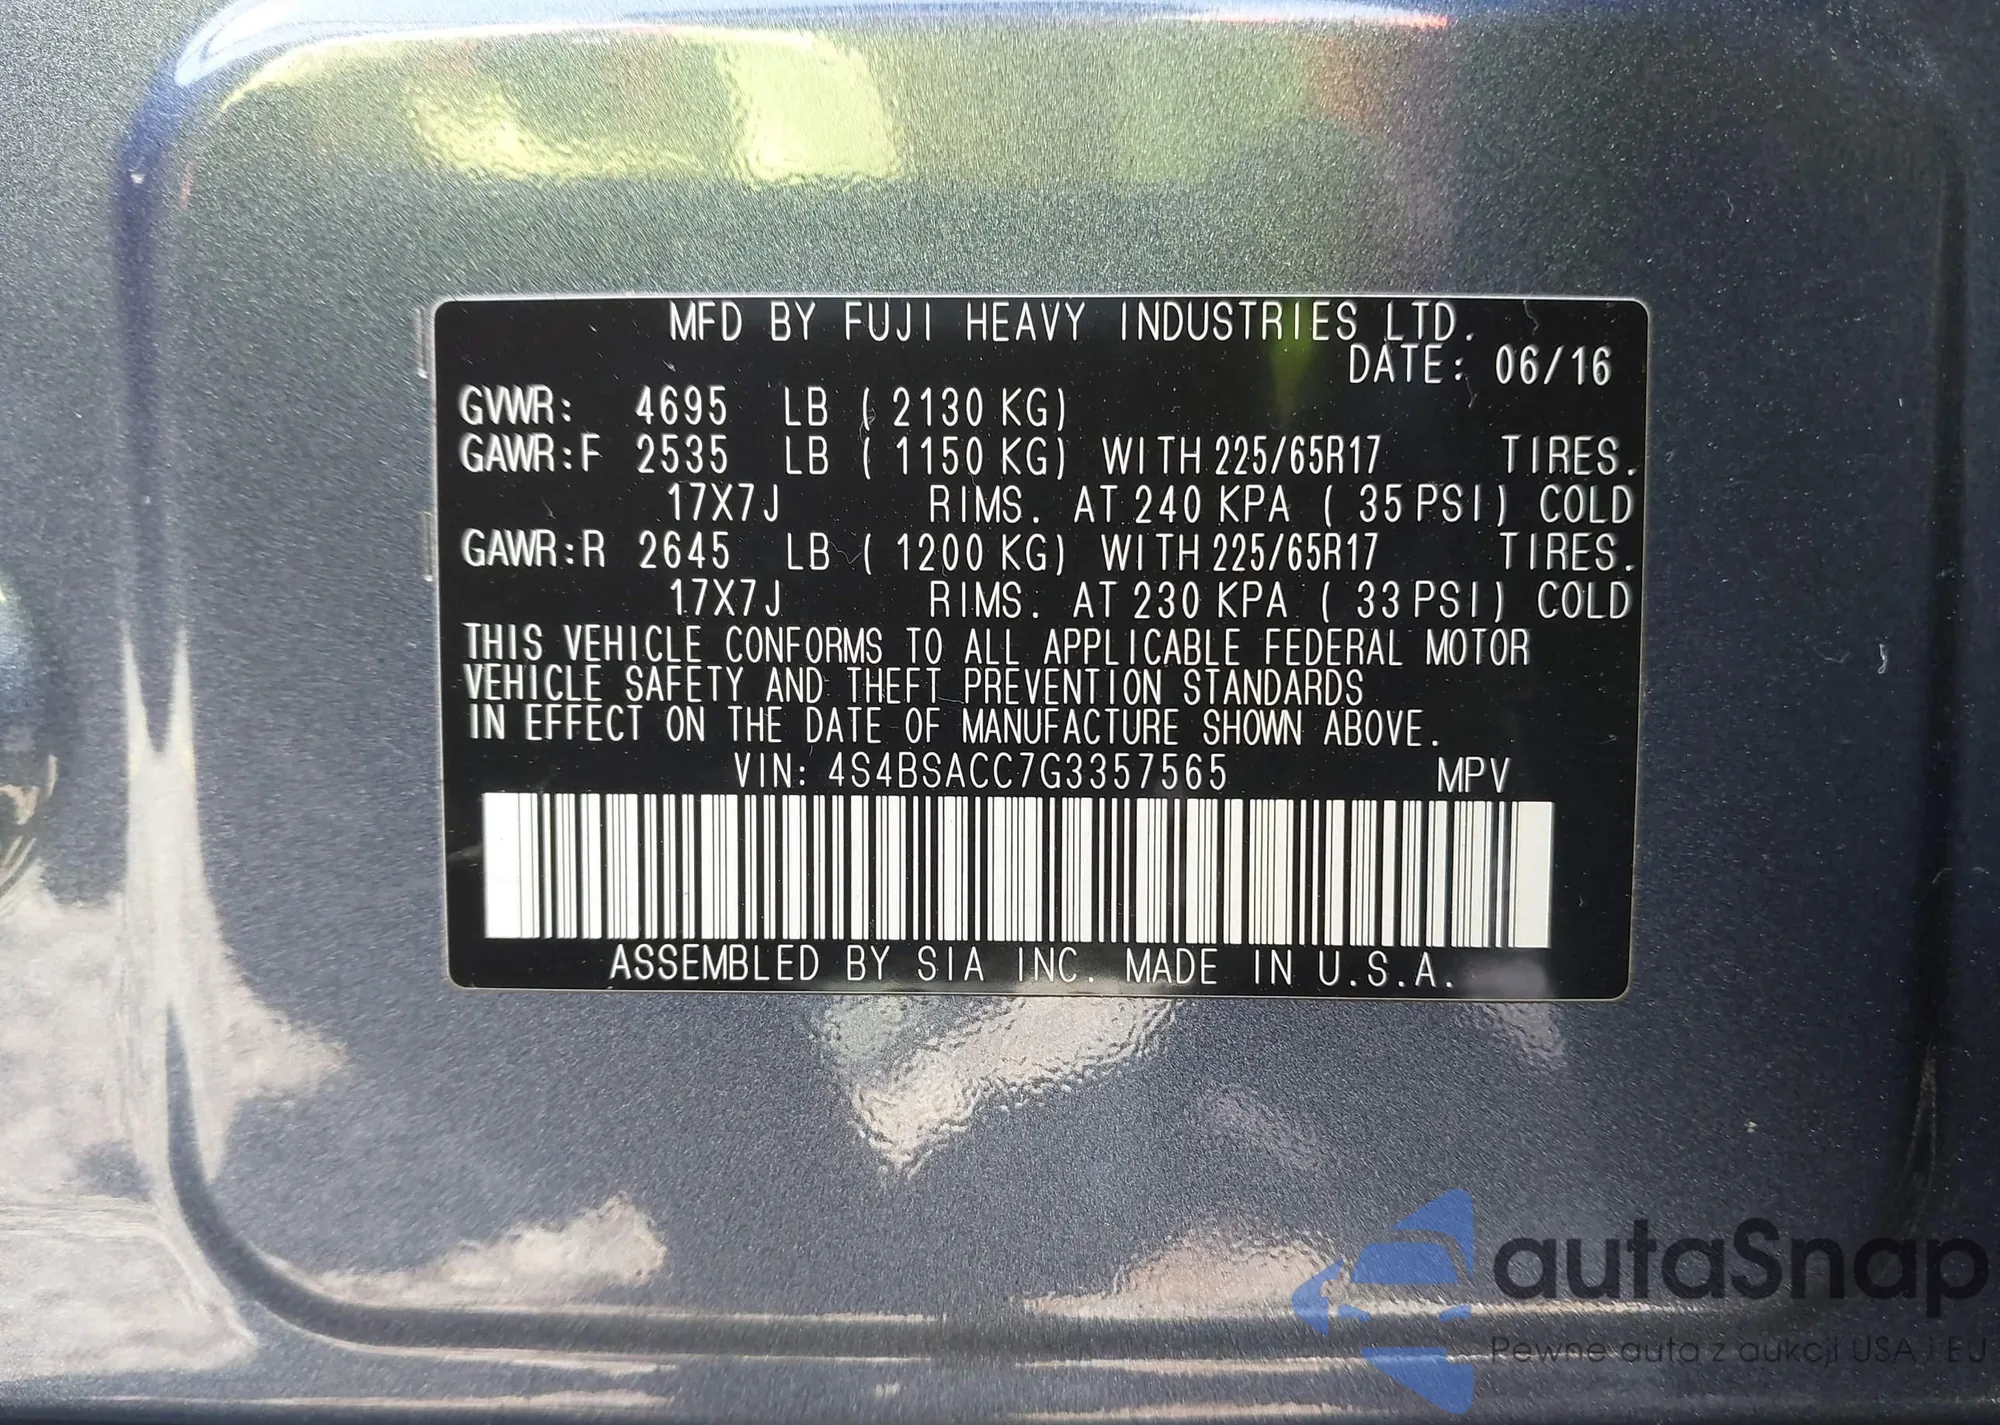 MFD BY FUJI HEAVY INDUSTRIES LTD.
DATE: 06/16
GVWR: 4695 LB ( 2130 KG)
GAWR:F 2535 LB ( 1150 KG) WITH 225/65R17 TIRES.
17X7J RIMS. AT 240 KPA ( 35 PSI) COLD
GAWR:R 2645 LB ( 1200 KG) WITH 225/65R17 TIRES.
17X7J RIMS. AT 230 KPA ( 33 PSI) COLD
THIS VEHICLE CONFORMS TO ALL APPLICABLE FEDERAL MOTOR
VEHICLE SAFETY AND THEFT PREVENTION STANDARDS
IN EFFECT ON THE DATE OF MANUFACTURE SHOWN ABOVE.
VIN: 4S4BSACC7G3357565 MPV
ASSEMBLED BY SIA INC. MADE IN U.S.A.
autaSnap
Pewne auta z aukcji USA i EU